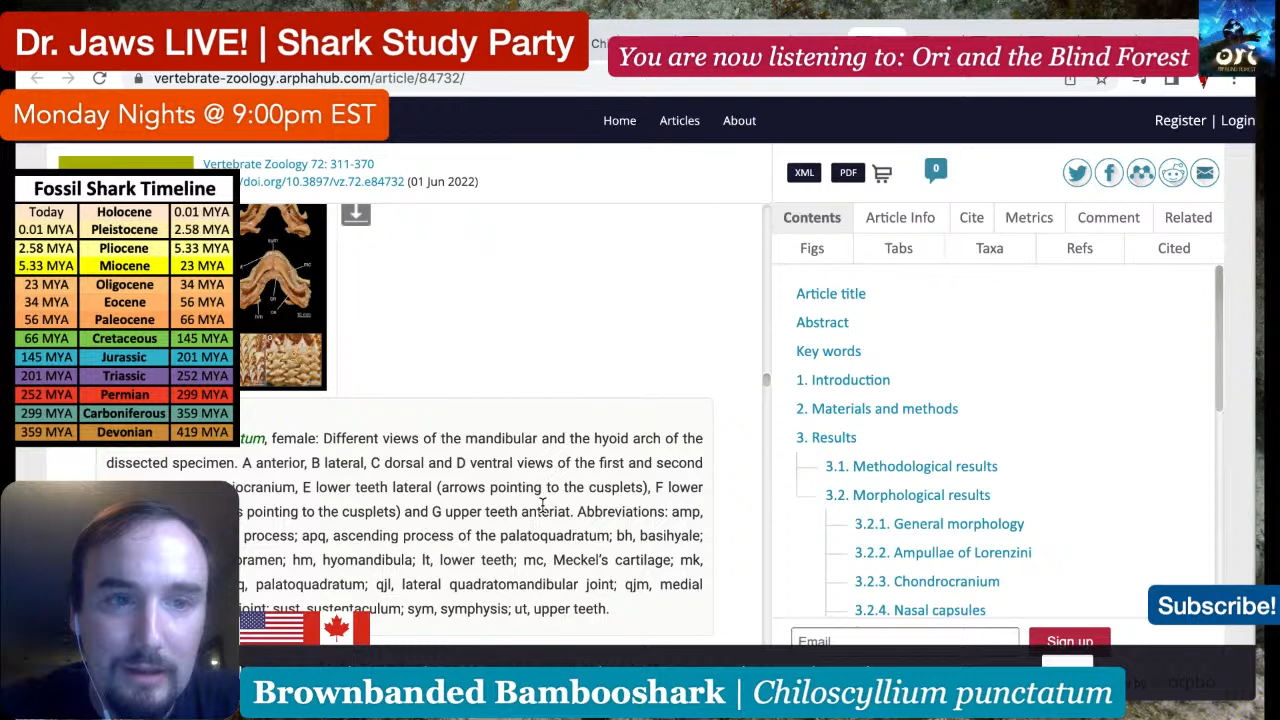 Dr. Jaws LIVE! | Shark Study Party
You are now listening to: Ori and the Blind Forest
ori
vertebrate-zoology.arphahub.com/article/84732/
Monday Nights @ 9:00pm EST
Home Articles About Register | Login
Vertebrate Zoology 72: 311-370
/doi.org/10.3897/vz.72.e84732 (01 Jun 2022)
XML PDF 0
Fossil Shark Timeline
Today Holocene 0.01 MYA
0.01 MYA Pleistocene 2.58 MYA
2.58 MYA Pliocene 5.33 MYA
5.33 MYA Miocene 23 MYA
23 MYA Oligocene 34 MYA
34 MYA Eocene 56 MYA
56 MYA Paleocene 66 MYA
66 MYA Cretaceous 145 MYA
145 MYA Jurassic 201 MYA
201 MYA Triassic 252 MYA
252 MYA Permian 299 MYA
299 MYA Carboniferous 359 MYA
359 MYA Devonian 419 MYA
Contents Article Info Cite Metrics Comment Related
Figs Tabs Taxa Refs Cited
Article title
Abstract
Key words
1. Introduction
2. Materials and methods
3. Results
3.1. Methodological results
3.2. Morphological results
3.2.1. General morphology
3.2.2. Ampullae of Lorenzini
3.2.3. Chondrocranium
3.2.4. Nasal capsules
tum, female: Different views of the mandibular and the hyoid arch of the
dissected specimen. A anterior, B lateral, C dorsal and D ventral views of the first and second
ocranium, E lower teeth lateral (arrows pointing to the cusplets), F lower
s pointing to the cusplets) and G upper teeth anteriat. Abbreviations: amp,
process; apq, ascending process of the palatoquadratum; bh, basihyale;
oramen; hm, hyomandibula; lt, lower teeth; mc, Meckel's cartilage; mk,
q, palatoquadratum; qjl, lateral quadratomandibular joint; qjm, medial
joint; sust, sustentaculum; sym, symphysis; ut, upper teeth.
Email Sign up
Subscribe!
Brownbanded Bambooshark | Chiloscyllium punctatum